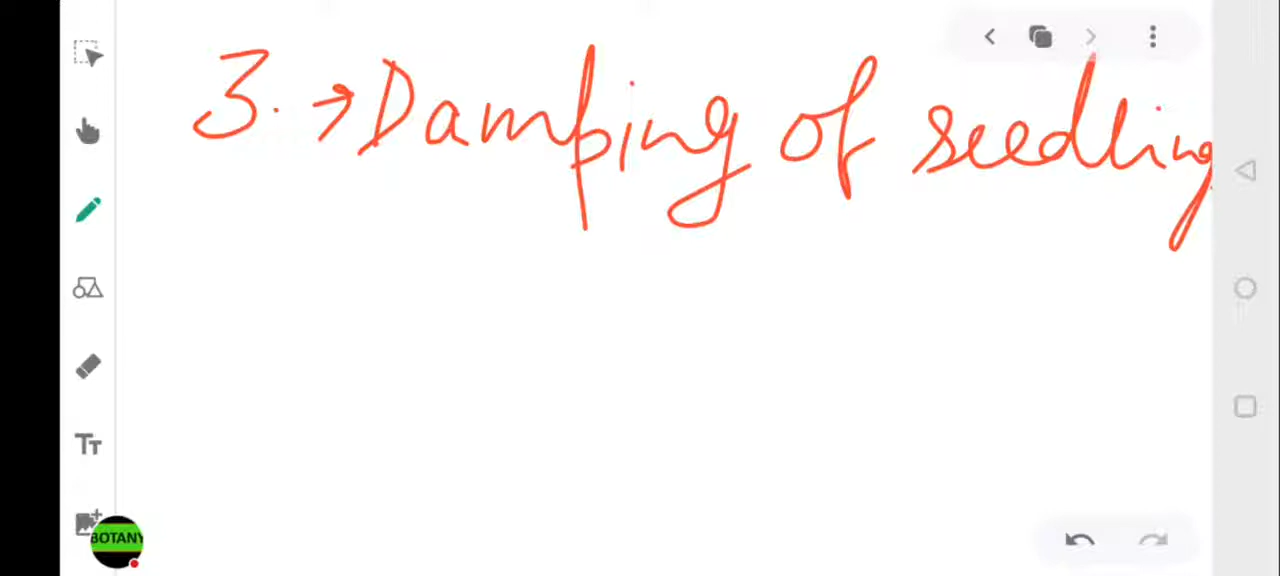 3. → Damping of seedling
BOTANY